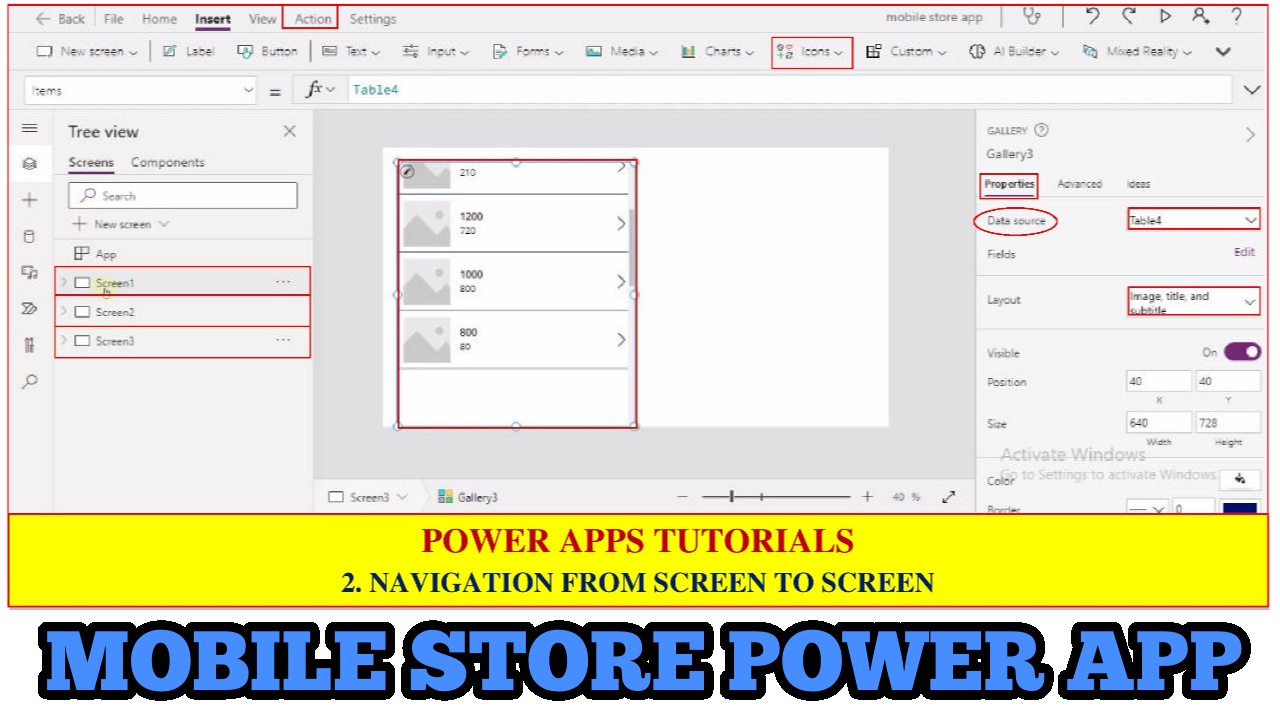 Back File Home Insert View Action Settings mobile store app
New screen Label Button Text Input Forms Media Charts Icons Custom AI Builder Mixed Reality
Items = fx Table4
Tree view
Screens Components
Search
New screen
App
Screen1
Screen2
Screen3
210
1200
720
1000
800
800
80
GALLERY
Gallery3
Properties Advanced Ideas
Data source Table4
Fields Edit
Layout Image, title, and
subtitle
Visible On
Position 40 40
X Y
Size 640 728
Width Height
Activate Windows
Go to Settings to activate Windows.
Color
Border 0
Screen3 Gallery3 40 %
POWER APPS TUTORIALS
2. NAVIGATION FROM SCREEN TO SCREEN
MOBILE STORE POWER APP